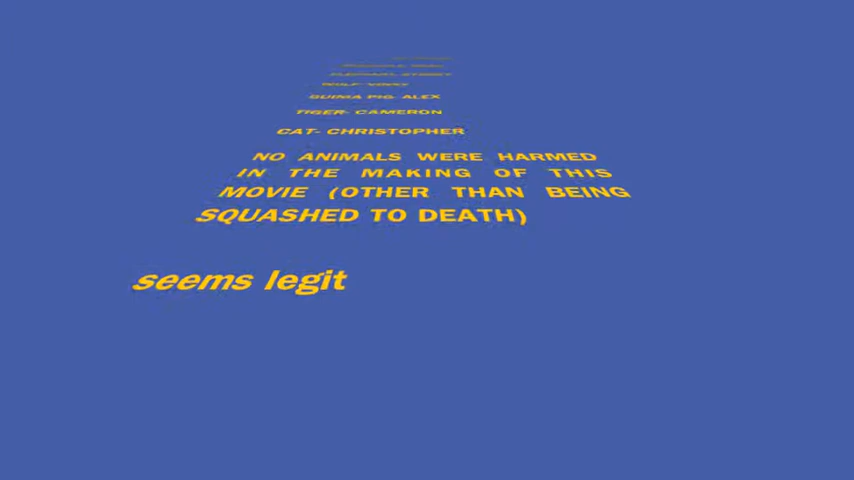 GUINIA PIG- ALEX
TIGER- CAMERON
CAT- CHRISTOPHER
NO ANIMALS WERE HARMED
IN THE MAKING OF THIS
MOVIE (OTHER THAN BEING
SQUASHED TO DEATH)
seems legit